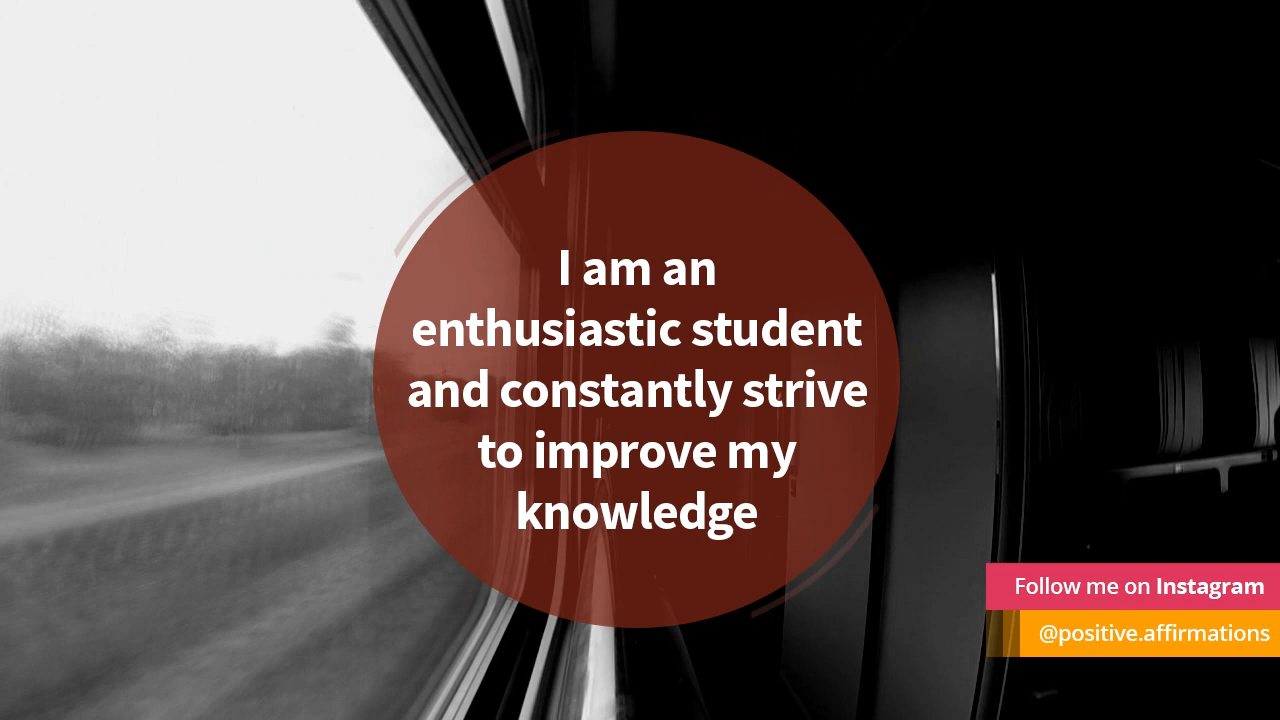 I am an
enthusiastic student
and constantly strive
to improve my
knowledge
Follow me on Instagram
@positive.affirmations